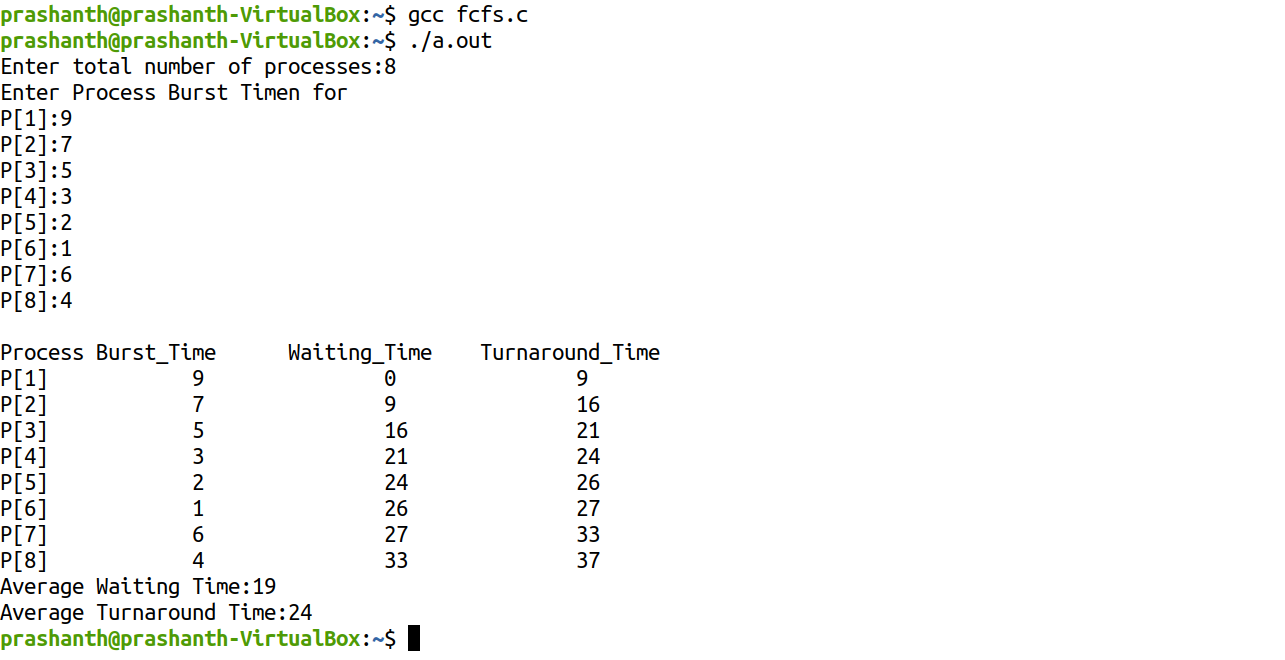 prashanth@prashanth-VirtualBox:~$ gcc fcfs.c
prashanth@prashanth-VirtualBox:~$ ./a.out
Enter total number of processes:8
Enter Process Burst Timen for
P[1]:9
P[2]:7
P[3]:5
P[4]:3
P[5]:2
P[6]:1
P[7]:6
P[8]:4

Process Burst_Time      Waiting_Time    Turnaround_Time
P[1]            9               0               9
P[2]            7               9               16
P[3]            5               16              21
P[4]            3               21              24
P[5]            2               24              26
P[6]            1               26              27
P[7]            6               27              33
P[8]            4               33              37
Average Waiting Time:19
Average Turnaround Time:24
prashanth@prashanth-VirtualBox:~$